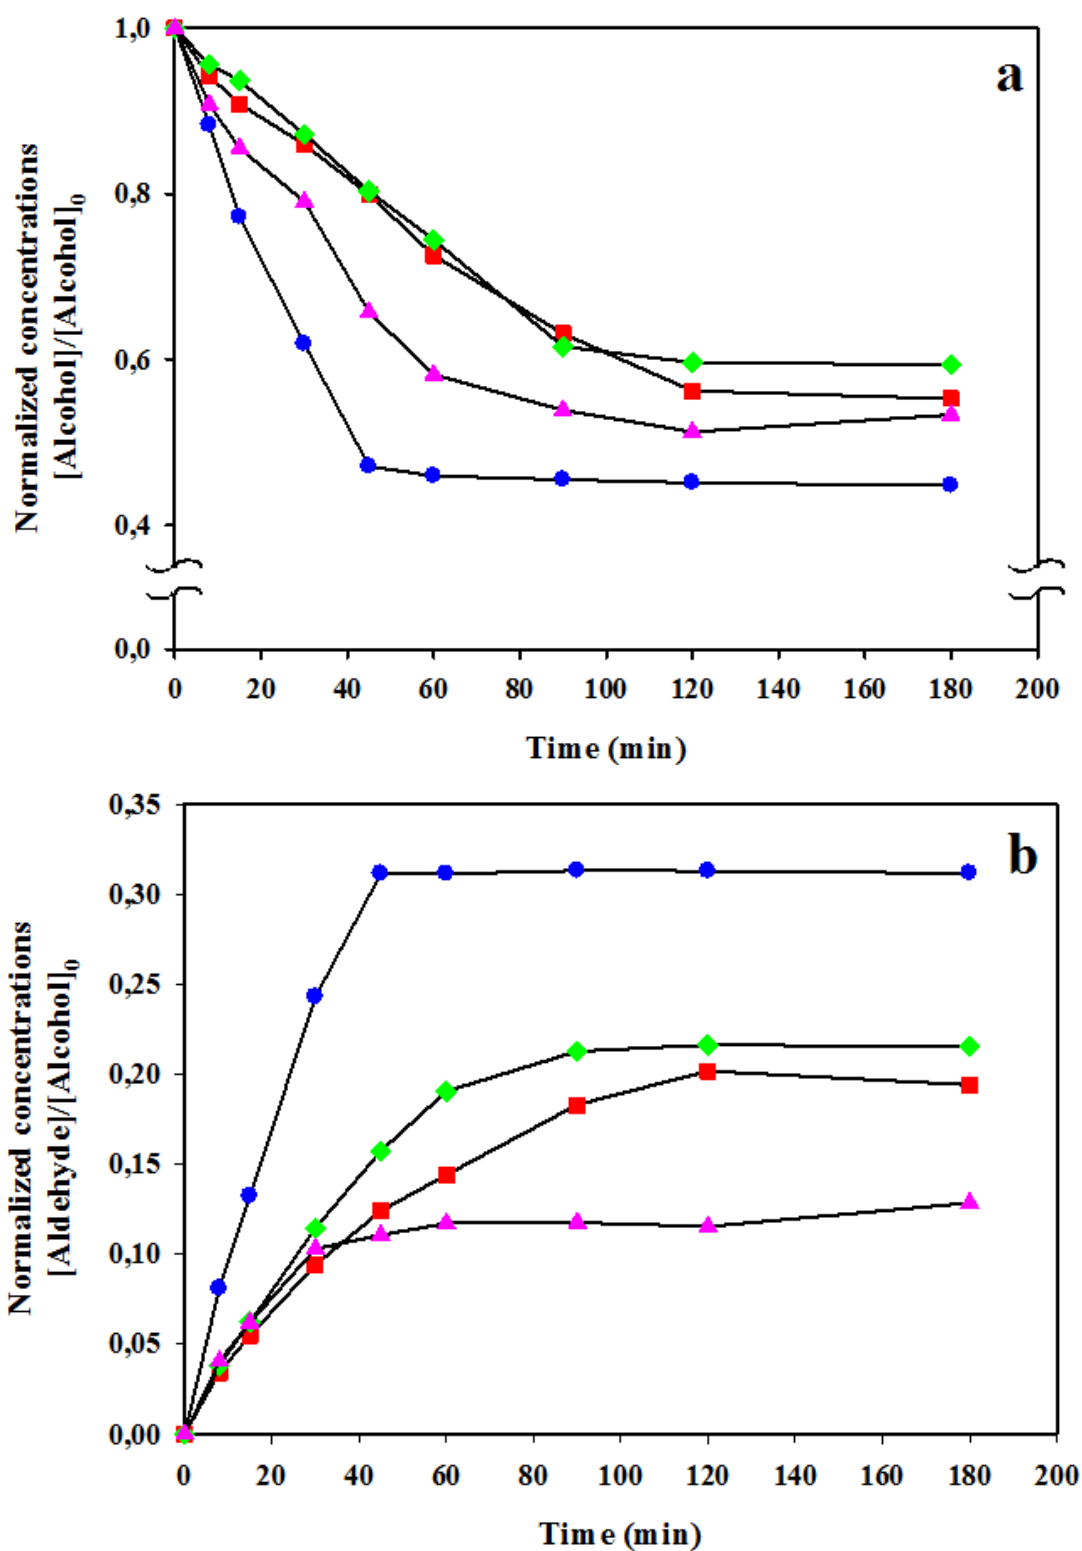 a
Normalized concentrations
[Alcohol]/[Alcohol]0
1,0
0,8
0,6
0,4
0,0
0 20 40 60 80 100 120 140 160 180 200
Time (min)
b
Normalized concentrations
[Aldehyde]/[Alcohol]0
0,35
0,30
0,25
0,20
0,15
0,10
0,05
0,00
0 20 40 60 80 100 120 140 160 180 200
Time (min)